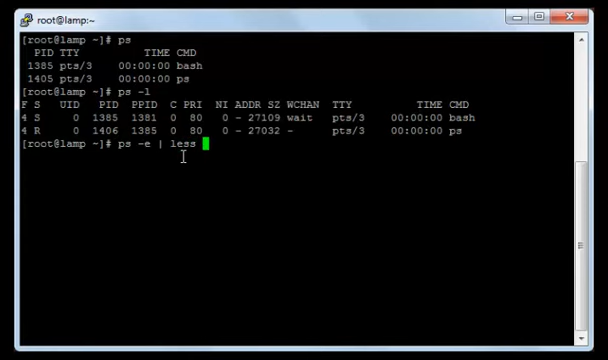 root@lamp:~
[root@lamp ~]# ps
PID TTY TIME CMD
1385 pts/3 00:00:00 bash
1405 pts/3 00:00:00 ps
[root@lamp ~]# ps -l
F S UID PID PPID C PRI NI ADDR SZ WCHAN TTY TIME CMD
4 S 0 1385 1381 0 80 0 - 27109 wait pts/3 00:00:00 bash
4 R 0 1406 1385 0 80 0 - 27032 - pts/3 00:00:00 ps
[root@lamp ~]# ps -e | less